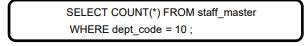 SELECT COUNT(*) FROM staff_master
WHERE dept_code = 10 ;